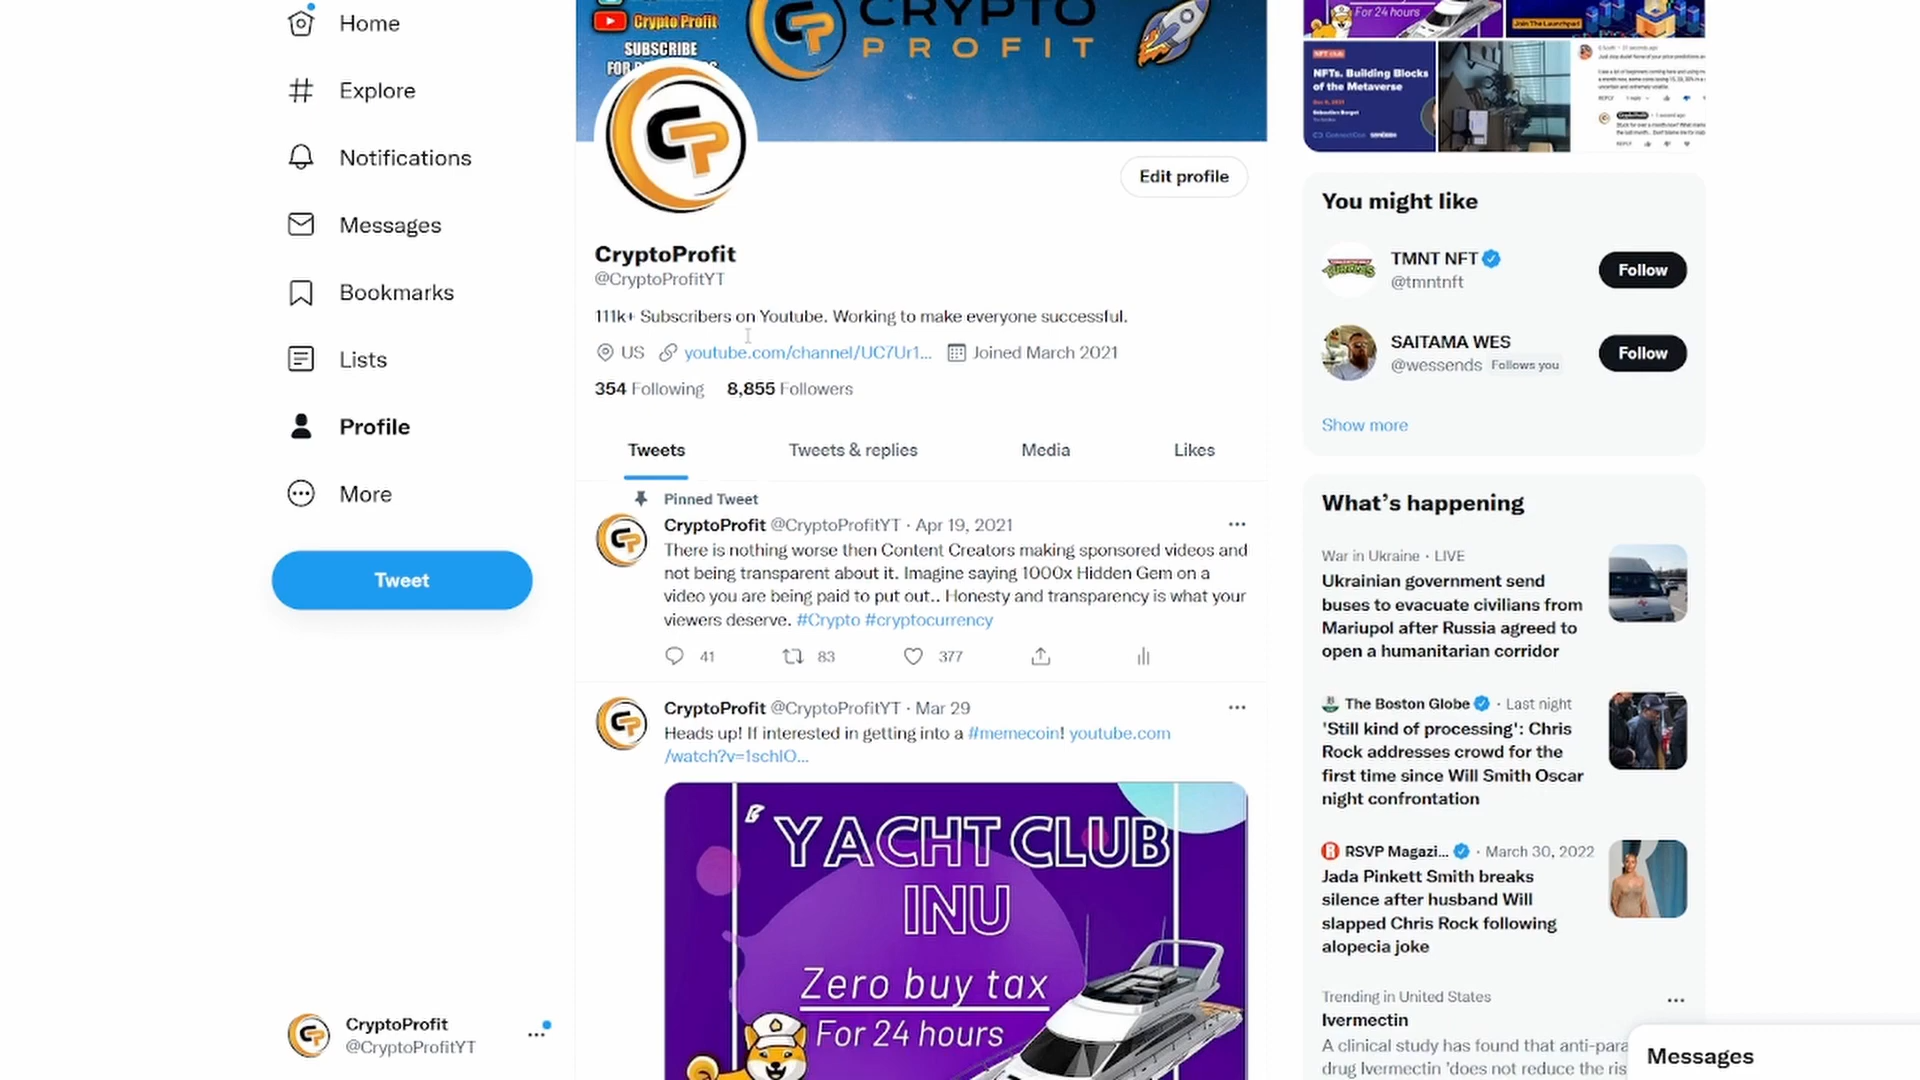 Home
Explore
Notifications
Messages
Bookmarks
Lists
Profile
More
Tweet
CryptoProfit
@CryptoProfitYT
Crypto Profit
SUBSCRIBE
CRYPTO
PROFIT
CP
Edit profile
CryptoProfit
@CryptoProfitYT
111k+ Subscribers on Youtube. Working to make everyone successful.
US youtube.com/channel/UC7Ur1... Joined March 2021
354 Following 8,855 Followers
Tweets Tweets & replies Media Likes
Pinned Tweet
CryptoProfit @CryptoProfitYT · Apr 19, 2021
There is nothing worse then Content Creators making sponsored videos and
not being transparent about it. Imagine saying 1000x Hidden Gem on a
video you are being paid to put out.. Honesty and transparency is what your
viewers deserve. #Crypto #cryptocurrency
41 83 377
CryptoProfit @CryptoProfitYT · Mar 29
Heads up! If interested in getting into a #memecoin! youtube.com
/watch?v=1schlO...
YACHT CLUB
INU
Zero buy tax
For 24 hours
For 24 hours
Join The Launchpad
NFT club
NFTs. Building Blocks
of the Metaverse
You might like
TMNT NFT
@tmntnft
Follow
SAITAMA WES
@wessends Follows you
Follow
Show more
What's happening
War in Ukraine · LIVE
Ukrainian government send
buses to evacuate civilians from
Mariupol after Russia agreed to
open a humanitarian corridor
The Boston Globe · Last night
'Still kind of processing': Chris
Rock addresses crowd for the
first time since Will Smith Oscar
night confrontation
RSVP Magazi... · March 30, 2022
Jada Pinkett Smith breaks
silence after husband Will
slapped Chris Rock following
alopecia joke
Trending in United States
Ivermectin
A clinical study has found that anti-para
drug Ivermectin 'does not reduce the ris
Messages